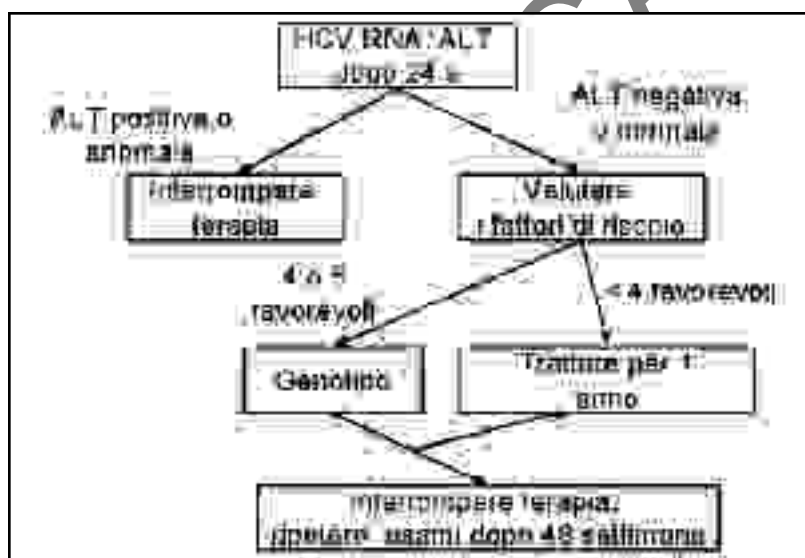 HCV RNA/ALT
dopo 24 s
ALT positiva o
anomala
ALT negativa
o minimale
Interrompere
terapia
Valutare
i fattori di rischio
4 o 5
favorevoli
< 4 favorevoli
Genotipo
Trattare per 1
anno
Interrompere terapia:
ripetere esami dopo 48 settimane